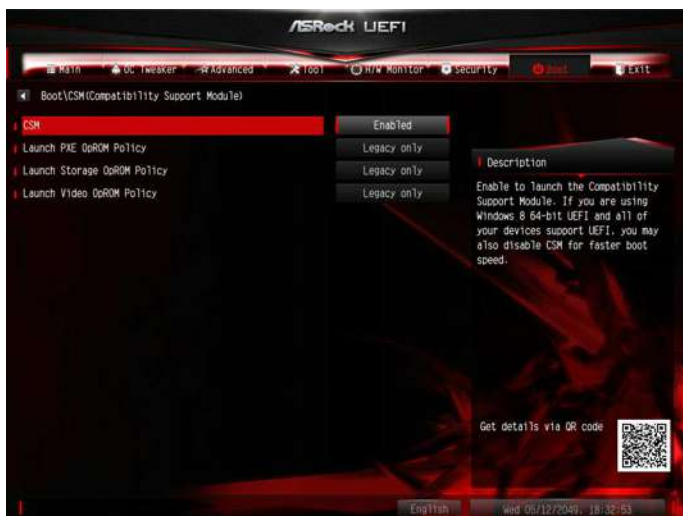 ASRock UEFI
Main OC Tweaker Advanced Tool H/W Monitor Security Boot Exit
Boot\CSM(Compatibility Support Module)
CSM Enabled
Launch PXE OpROM Policy Legacy only
Launch Storage OpROM Policy Legacy only
Launch Video OpROM Policy Legacy only
Description
Enable to launch the Compatibility
Support Module. If you are using
Windows 8 64-bit UEFI and all of
your devices support UEFI, you may
also disable CSM for faster boot
speed.
Get details via QR code
English Wed 05/12/2049, 18:32:53